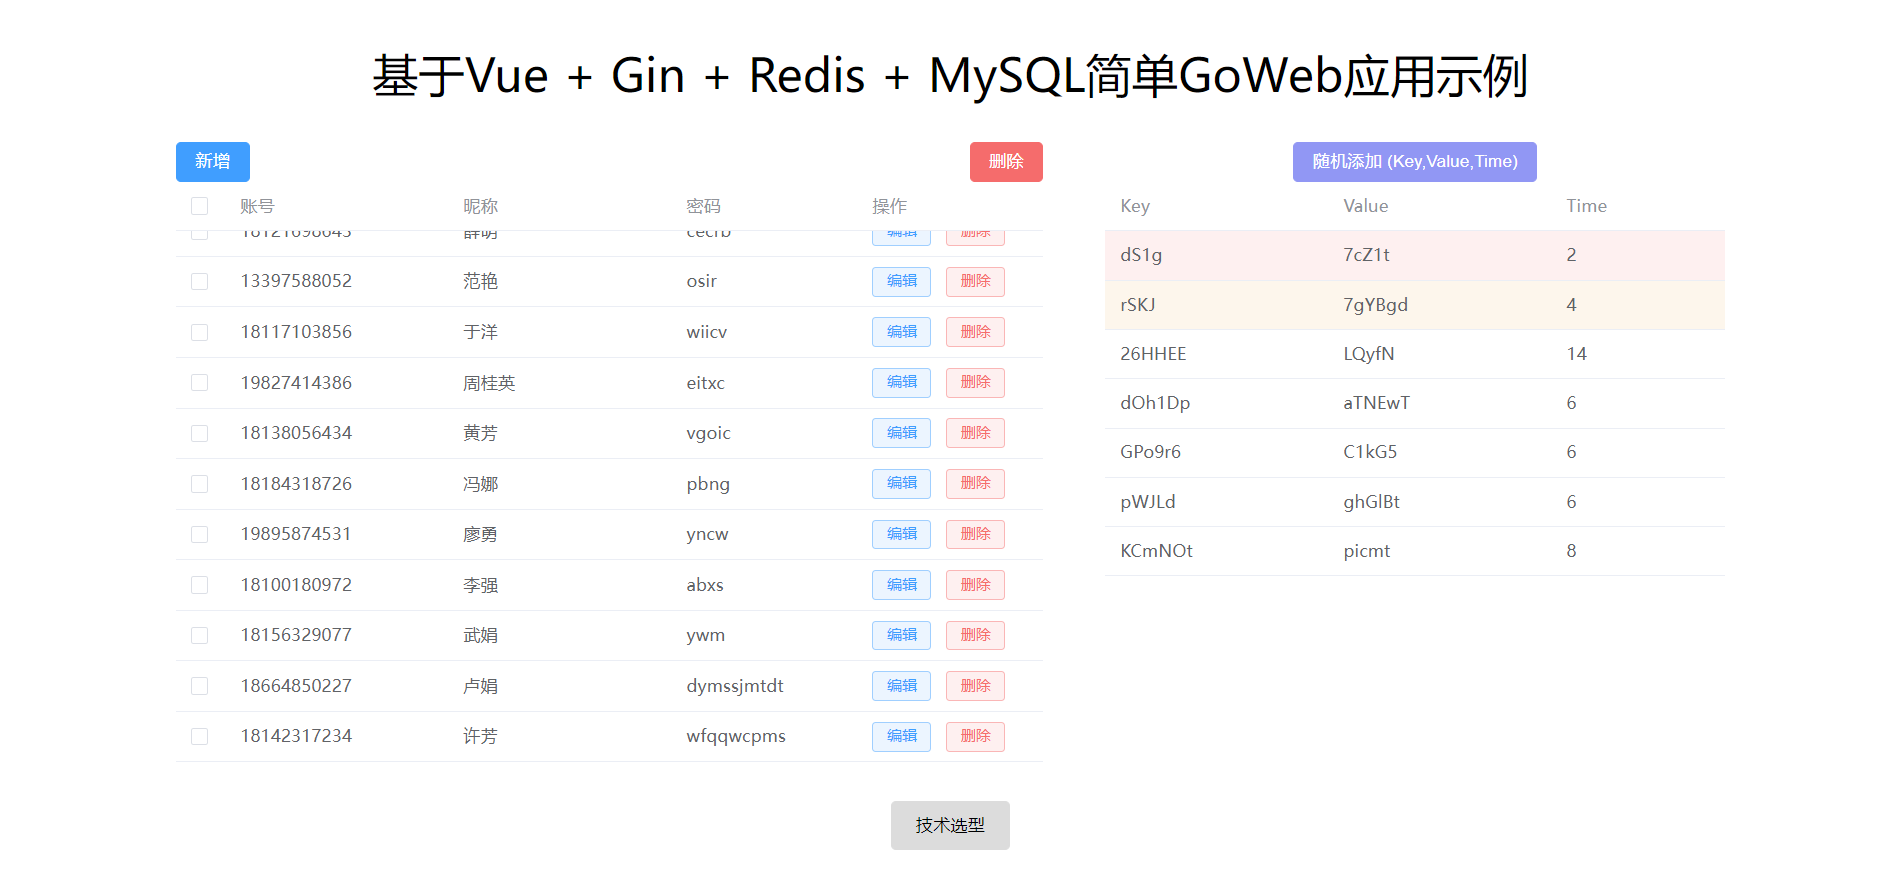 基于Vue + Gin + Redis + MySQL简单GoWeb应用示例
新增 删除
账号 昵称 密码 操作
18121698645 薛明 cecrb 编辑 删除
13397588052 范艳 osir 编辑 删除
18117103856 于洋 wiicv 编辑 删除
19827414386 周桂英 eitxc 编辑 删除
18138056434 黄芳 vgoic 编辑 删除
18184318726 冯娜 pbng 编辑 删除
19895874531 廖勇 yncw 编辑 删除
18100180972 李强 abxs 编辑 删除
18156329077 武娟 ywm 编辑 删除
18664850227 卢娟 dymssjmtdt 编辑 删除
18142317234 许芳 wfqqwcpms 编辑 删除
随机添加 (Key,Value,Time)
Key Value Time
dS1g 7cZ1t 2
rSKJ 7gYBgd 4
26HHEE LQyfN 14
dOh1Dp aTNEwT 6
GPo9r6 C1kG5 6
pWJLd ghGlBt 6
KCmNOt picmt 8
技术选型